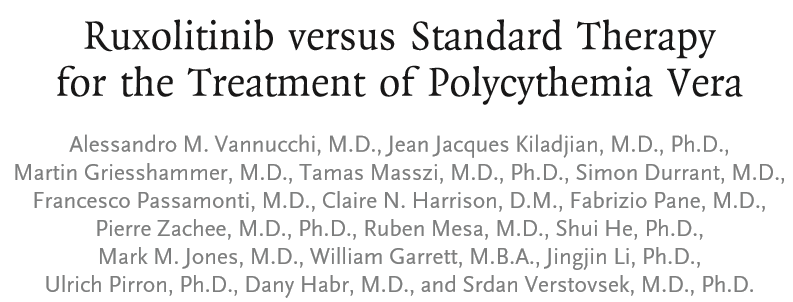 Ruxolitinib versus Standard Therapy
for the Treatment of Polycythemia Vera
Alessandro M. Vannucchi, M.D., Jean Jacques Kiladjian, M.D., Ph.D.,
Martin Griesshammer, M.D., Tamas Masszi, M.D., Ph.D., Simon Durrant, M.D.,
Francesco Passamonti, M.D., Claire N. Harrison, D.M., Fabrizio Pane, M.D.,
Pierre Zachee, M.D., Ph.D., Ruben Mesa, M.D., Shui He, Ph.D.,
Mark M. Jones, M.D., William Garrett, M.B.A., Jingjin Li, Ph.D.,
Ulrich Pirron, Ph.D., Dany Habr, M.D., and Srdan Verstovsek, M.D., Ph.D.